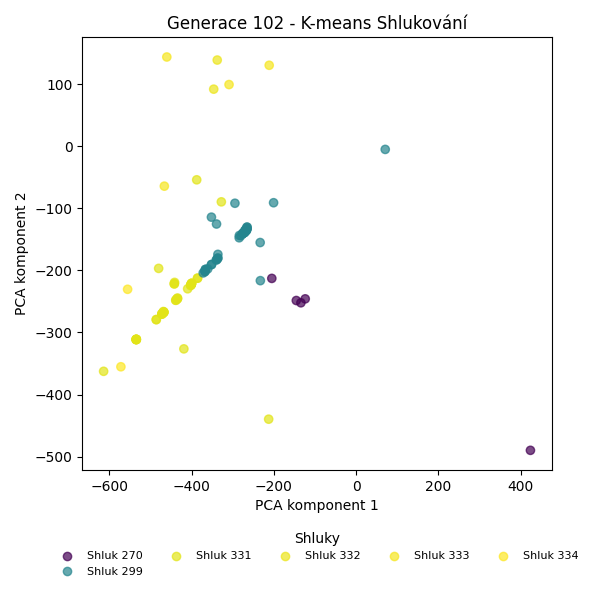 Generace 102 - K-means Shlukování
100
0
−100
−200
−300
−400
−500
PCA komponent 2
−600 −400 −200 0 200 400
PCA komponent 1
Shluky
Shluk 270 Shluk 331 Shluk 332 Shluk 333 Shluk 334
Shluk 299